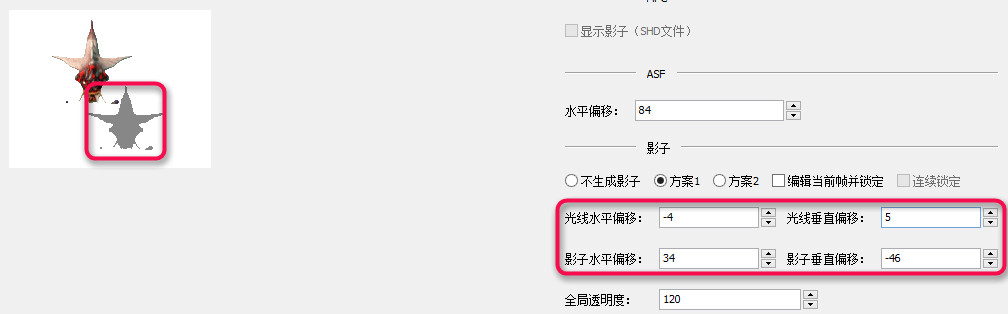 显示影子（SHD文件）
ASF
水平偏移： 84
影子
不生成影子 方案1 方案2 编辑当前帧并锁定 连续锁定
光线水平偏移： -4 光线垂直偏移： 5
影子水平偏移： 34 影子垂直偏移： -46
全局透明度： 120